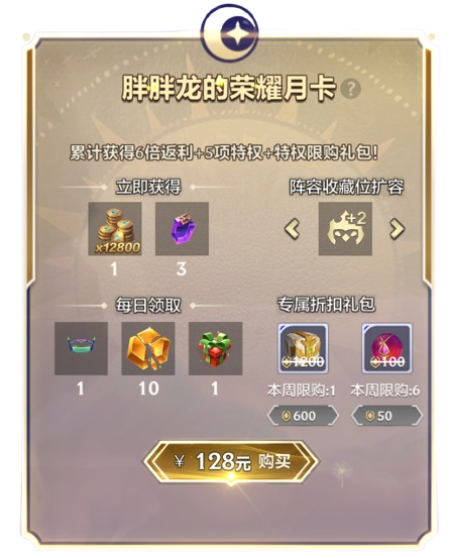 胖胖龙的荣耀月卡 ?
累计获得6倍返利+5项特权+特权限购礼包!
立即获得
阵容收藏位扩容
x12800
+2
1
3
每日领取
专属折扣礼包
1200
100
1
10
1
本周限购:1
本周限购:6
600
50
¥ 128元 购买